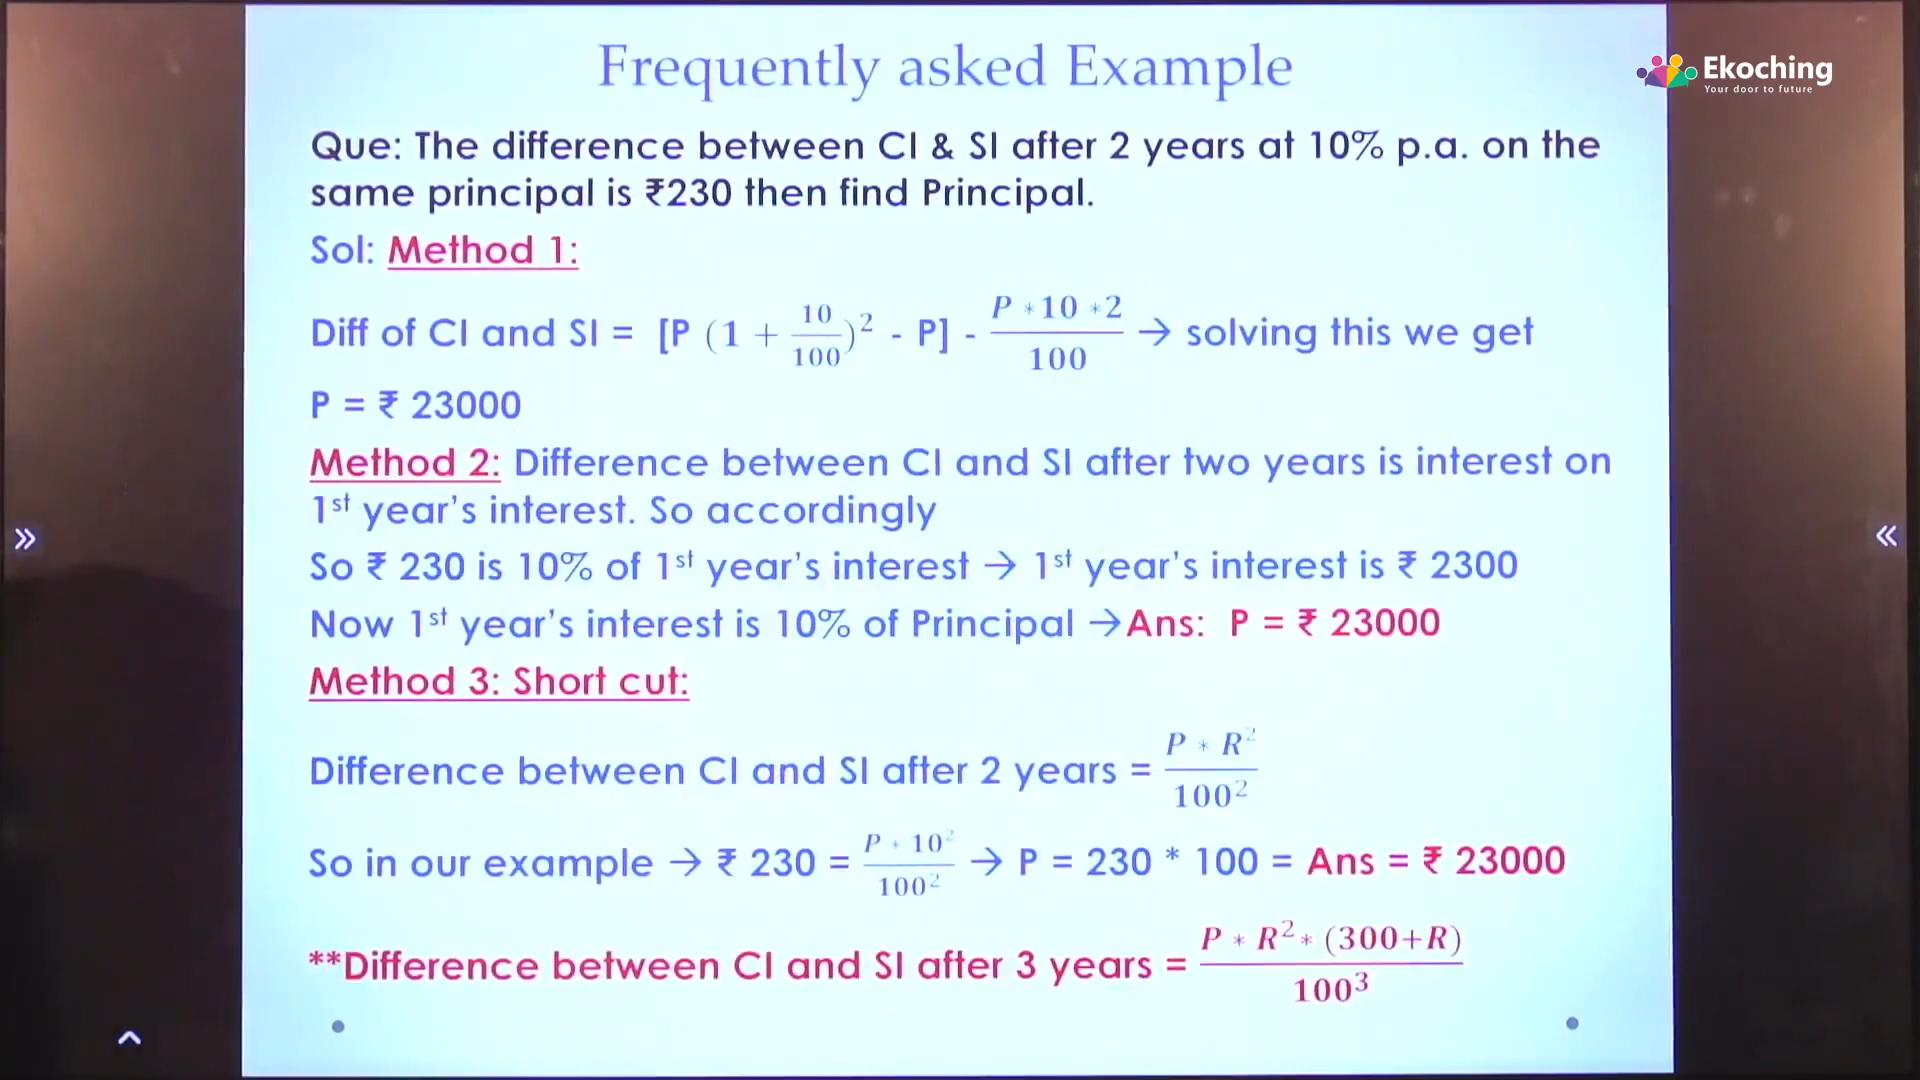 Frequently asked Example
Ekoching
Your door to future
Que: The difference between CI & SI after 2 years at 10% p.a. on the
same principal is ₹230 then find Principal.
Sol: Method 1:
Diff of CI and SI = [P (1 + 10/100)² - P] - P*10*2/100 → solving this we get
P = ₹ 23000
Method 2: Difference between CI and SI after two years is interest on
1st year's interest. So accordingly
So ₹ 230 is 10% of 1st year's interest → 1st year's interest is ₹ 2300
Now 1st year's interest is 10% of Principal → Ans: P = ₹ 23000
Method 3: Short cut:
Difference between CI and SI after 2 years = P * R²/100²
So in our example → ₹ 230 = P * 10²/100² → P = 230 * 100 = Ans = ₹ 23000
**Difference between CI and SI after 3 years = P * R² * (300+R)/100³